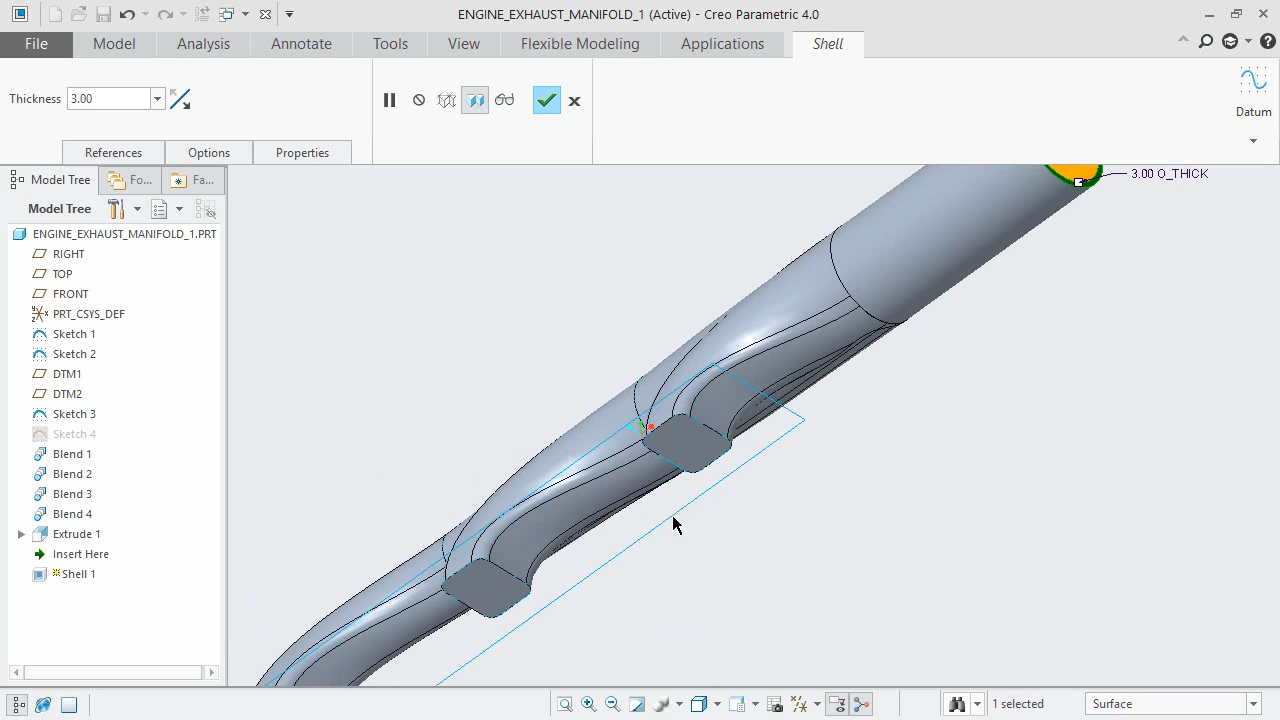 ENGINE_EXHAUST_MANIFOLD_1 (Active) - Creo Parametric 4.0
File Model Analysis Annotate Tools View Flexible Modeling Applications Shell
Thickness 3.00
Datum
References Options Properties
Model Tree Fo... Fa...
3.00 O_THICK
Model Tree
ENGINE_EXHAUST_MANIFOLD_1.PRT
RIGHT
TOP
FRONT
PRT_CSYS_DEF
Sketch 1
Sketch 2
DTM1
DTM2
Sketch 3
Sketch 4
Blend 1
Blend 2
Blend 3
Blend 4
Extrude 1
Insert Here
Shell 1
1 selected Surface